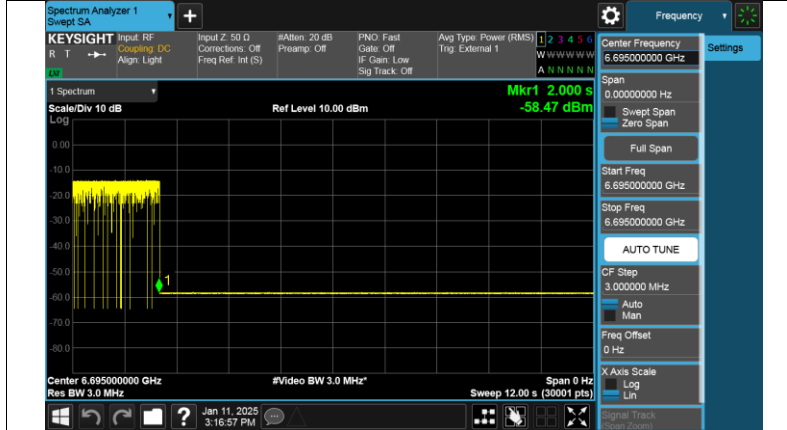 Spectrum Analyzer 1
Swept SA
Frequency
KEYSIGHT
R T
LXI
Input: RF
Coupling: DC
Align: Light
Input Z: 50 Ω
Corrections: Off
Freq Ref: Int (S)
#Atten: 20 dB
Preamp: Off
PNO: Fast
Gate: Off
IF Gain: Low
Sig Track: Off
Avg Type: Power (RMS)
Trig: External 1
1 2 3 4 5 6
W W W W W W
A N N N N N
1 Spectrum
Scale/Div 10 dB
Ref Level 10.00 dBm
Mkr1 2.000 s
-58.47 dBm
Log
0.00
-10.0
-20.0
-30.0
-40.0
-50.0
-60.0
-70.0
-80.0
1
Center 6.695000000 GHz
Res BW 3.0 MHz
#Video BW 3.0 MHz*
Span 0 Hz
Sweep 12.00 s (30001 pts)
Jan 11, 2025
3:16:57 PM
Center Frequency
6.695000000 GHz
Span
0.00000000 Hz
Swept Span
Zero Span
Full Span
Start Freq
6.695000000 GHz
Stop Freq
6.695000000 GHz
AUTO TUNE
CF Step
3.000000 MHz
Auto
Man
Freq Offset
0 Hz
X Axis Scale
Log
Lin
Signal Track
(Span Zoom)
Settings